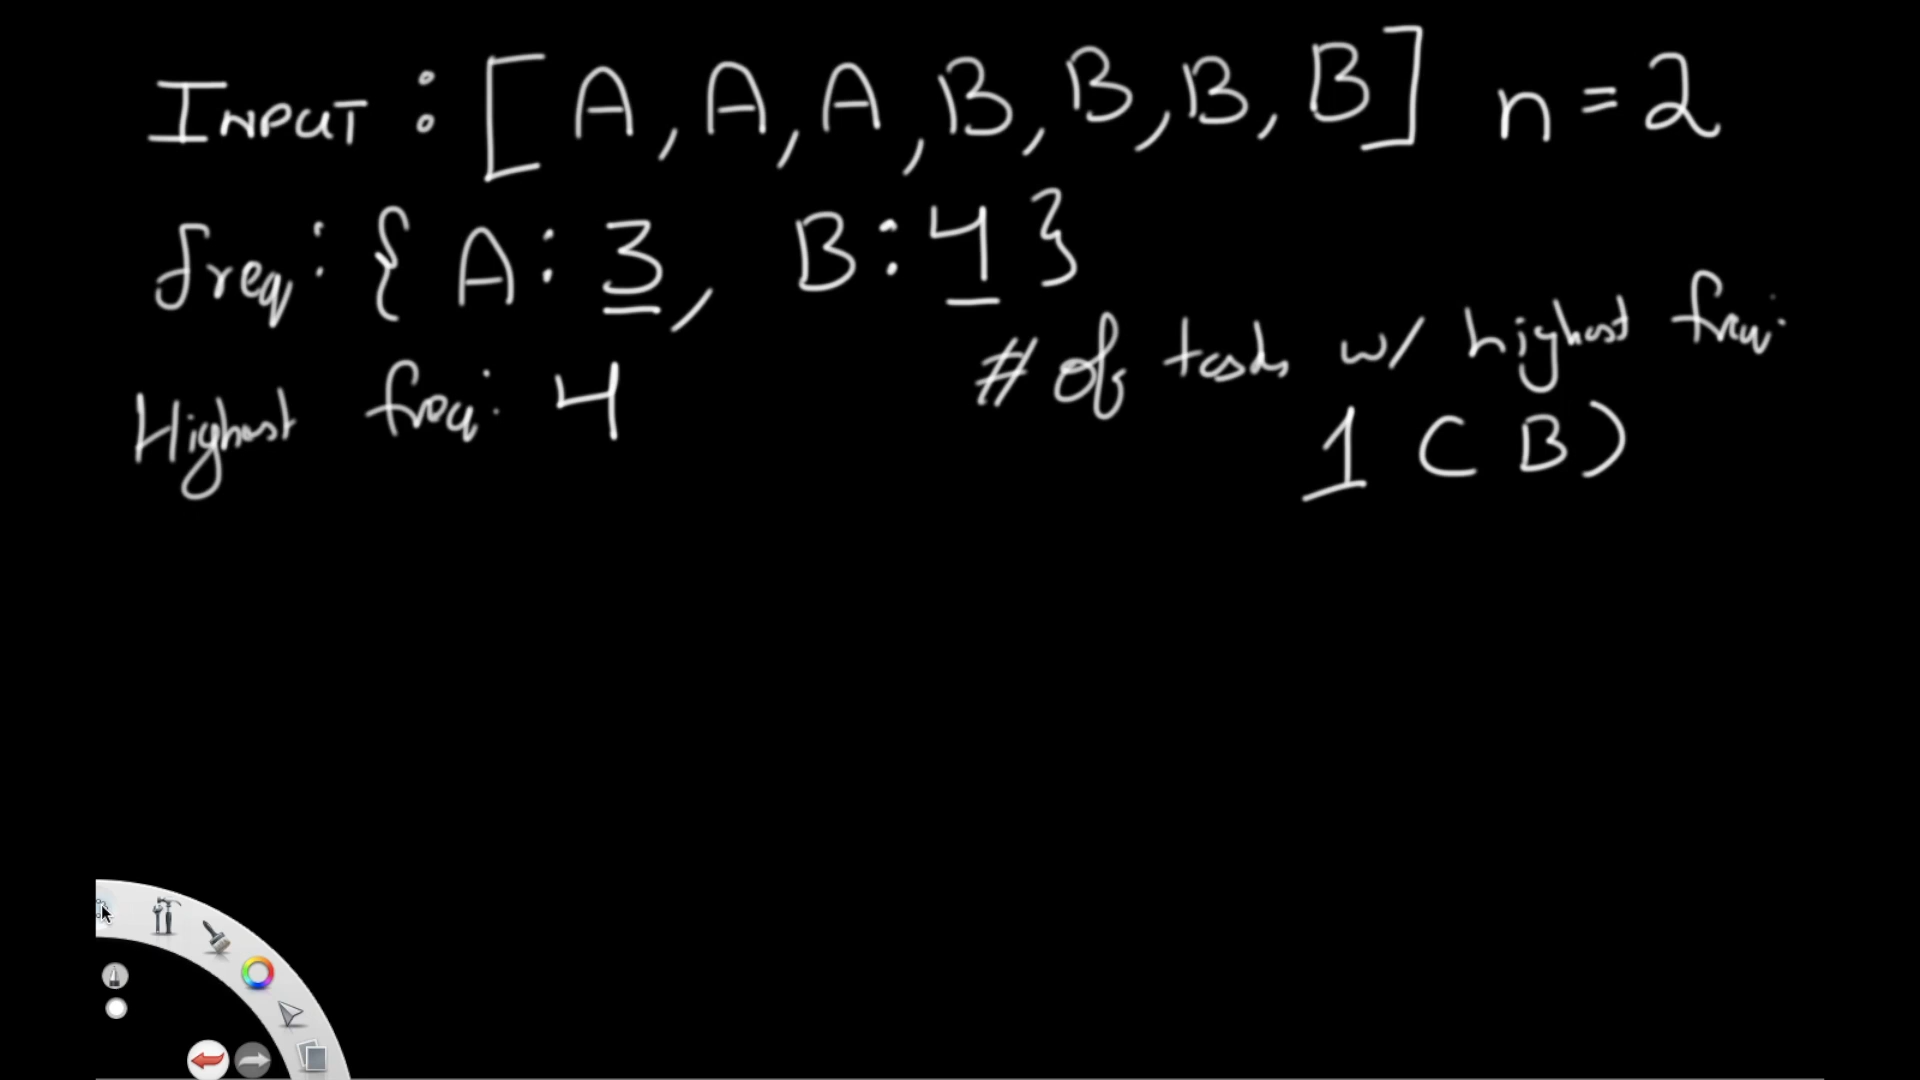 INPUT : [ A, A, A, B, B, B, B] n = 2
freq: { A: 3, B: 4 }
# of tasks w/ highest freq:
Highest freq: 4
1 ( B )